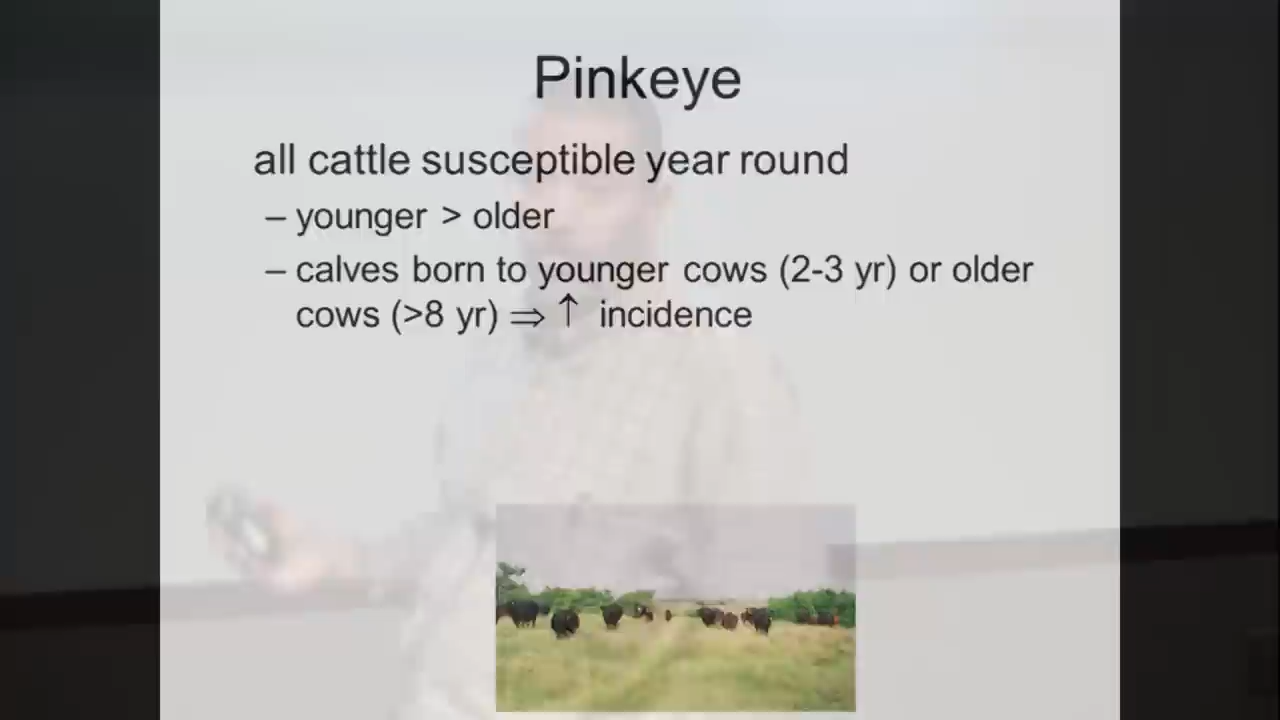 Pinkeye
all cattle susceptible year round
– younger > older
– calves born to younger cows (2-3 yr) or older
cows (>8 yr) ⇒ ↑ incidence